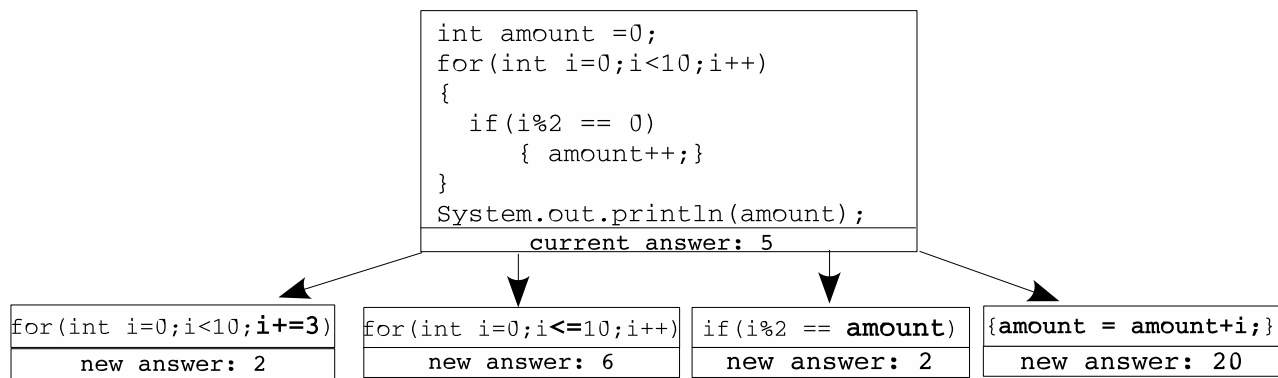 int amount =0;
for(int i=0;i<10;i++)
{
if(i%2 == 0)
{ amount++;}
}
System.out.println(amount);
current answer: 5
for(int i=0;i<10;i+=3)
new answer: 2
for(int i=0;i<=10;i++)
new answer: 6
if(i%2 == amount)
new answer: 2
{amount = amount+i;}
new answer: 20